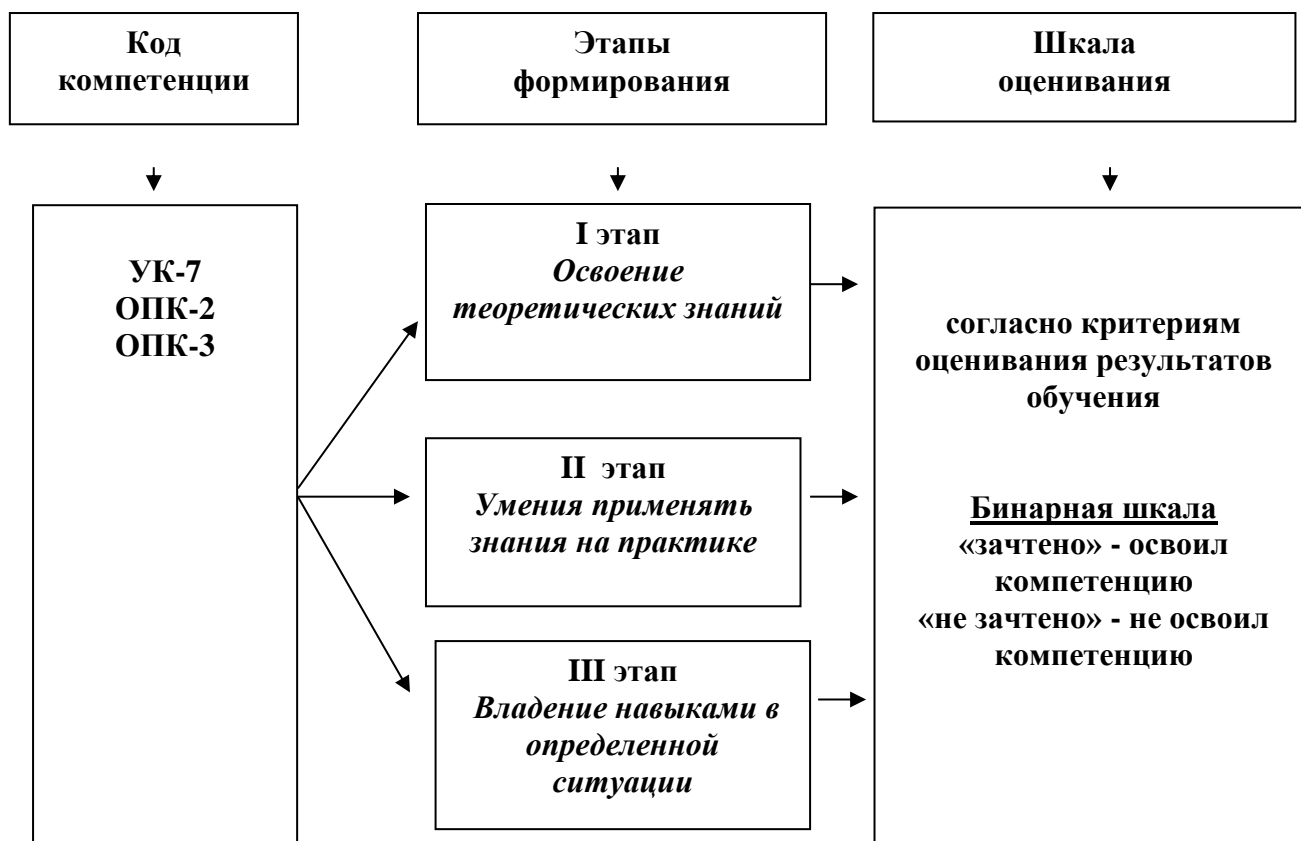 Код
компетенции
Этапы
формирования
Шкала
оценивания
УК-7
ОПК-2
ОПК-3
I этап
Освоение
теоретических знаний
II этап
Умения применять
знания на практике
III этап
Владение навыками в
определенной
ситуации
согласно критериям
оценивания результатов
обучения
Бинарная шкала
«зачтено» - освоил
компетенцию
«не зачтено» - не освоил
компетенцию